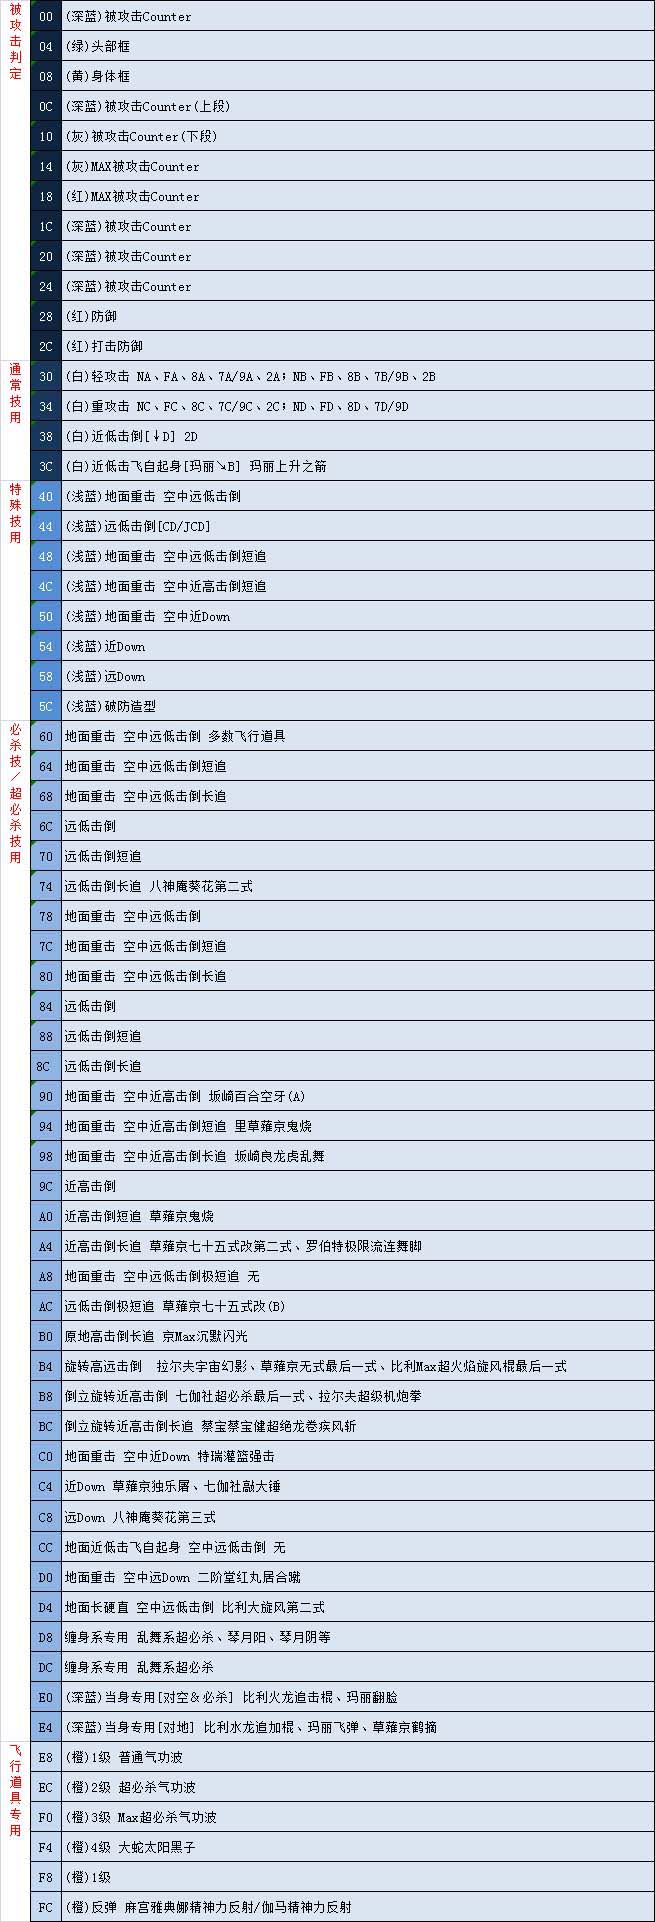 被攻击判定
00 (深蓝)被攻击Counter
04 (绿)头部框
08 (黄)身体框
0C (深蓝)被攻击Counter(上段)
10 (灰)被攻击Counter(下段)
14 (灰)MAX被攻击Counter
18 (红)MAX被攻击Counter
1C (深蓝)被攻击Counter
20 (深蓝)被攻击Counter
24 (深蓝)被攻击Counter
28 (红)防御
2C (红)打击防御
通常技用
30 (白)轻攻击 NA、FA、8A、7A/9A、2A；NB、FB、8B、7B/9B、2B
34 (白)重攻击 NC、FC、8C、7C/9C、2C；ND、FD、8D、7D/9D
38 (白)近低击倒[↓D] 2D
3C (白)近低击飞自起身[玛丽↘B] 玛丽上升之箭
特殊技用
40 (浅蓝)地面重击 空中远低击倒
44 (浅蓝)远低击倒[CD/JCD]
48 (浅蓝)地面重击 空中远低击倒短追
4C (浅蓝)地面重击 空中近高击倒短追
50 (浅蓝)地面重击 空中近Down
54 (浅蓝)近Down
58 (浅蓝)远Down
5C (浅蓝)破防造型
必杀技／超必杀技用
60 地面重击 空中远低击倒 多数飞行道具
64 地面重击 空中远低击倒短追
68 地面重击 空中远低击倒长追
6C 远低击倒
70 远低击倒短追
74 远低击倒长追 八神庵葵花第二式
78 地面重击 空中远低击倒
7C 地面重击 空中远低击倒短追
80 地面重击 空中远低击倒长追
84 远低击倒
88 远低击倒短追
8C 远低击倒长追
90 地面重击 空中近高击倒 坂崎百合空牙(A)
94 地面重击 空中近高击倒短追 里草薙京鬼烧
98 地面重击 空中近高击倒长追 坂崎良龙虎乱舞
9C 近高击倒
A0 近高击倒短追 草薙京鬼烧
A4 近高击倒长追 草薙京七十五式改第二式、罗伯特极限流连舞脚
A8 地面重击 空中远低击倒极短追 无
AC 远低击倒极短追 草薙京七十五式改(B)
B0 原地高击倒长追 京Max沉默闪光
B4 旋转高远击倒 拉尔夫宇宙幻影、草薙京无式最后一式、比利Max超火焰旋风棍最后一式
B8 倒立旋转近高击倒 七伽社超必杀最后一式、拉尔夫超级机炮拳
BC 倒立旋转近高击倒长追 蔡宝蔡宝健超绝龙卷疾风斩
C0 地面重击 空中近Down 特瑞灌篮强击
C4 近Down 草薙京独乐屠、七伽社敲大锤
C8 远Down 八神庵葵花第三式
CC 地面近低击飞自起身 空中远低击倒 无
D0 地面重击 空中远Down 二阶堂红丸居合蹴
D4 地面长硬直 空中远低击倒 比利大旋风第二式
D8 缠身系专用 乱舞系超必杀、琴月阳、琴月阴等
DC 缠身系专用 乱舞系超必杀
E0 (深蓝)当身专用[对空＆必杀] 比利火龙追击棍、玛丽翻脸
E4 (深蓝)当身专用[对地] 比利水龙追加棍、玛丽飞弹、草薙京鹤摘
飞行道具专用
E8 (橙)1级 普通气功波
EC (橙)2级 超必杀气功波
F0 (橙)3级 Max超必杀气功波
F4 (橙)4级 大蛇太阳黑子
F8 (橙)1级
FC (橙)反弹 麻宫雅典娜精神力反射/伽马精神力反射